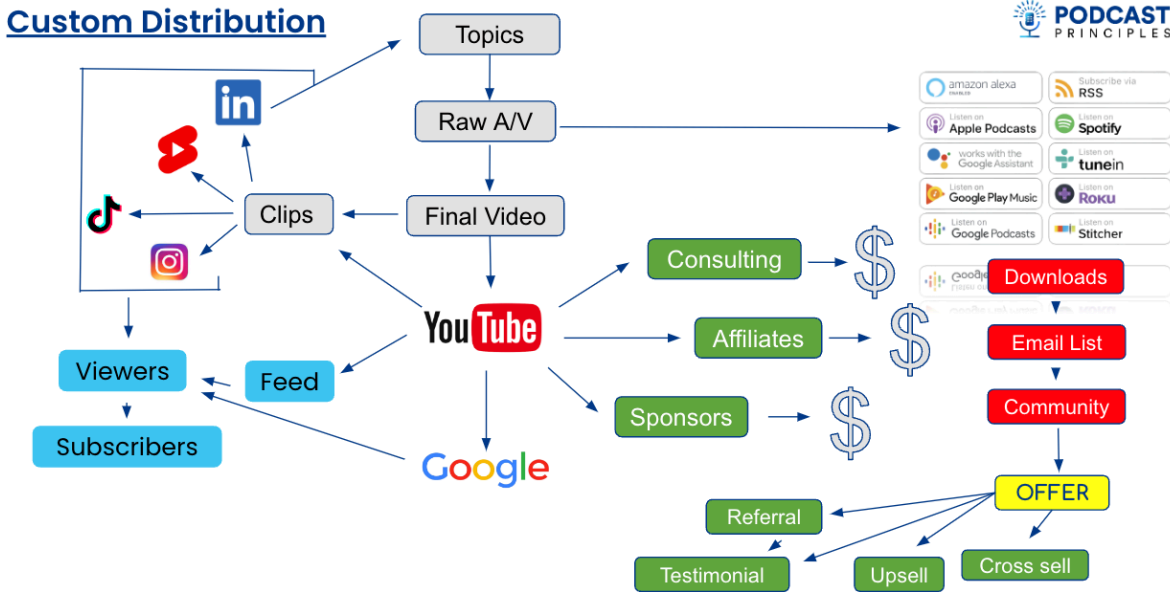 Custom Distribution
PODCAST
PRINCIPLES
Topics
Raw A/V
Final Video
Clips
in
YouTube
Feed
Viewers
Subscribers
Google
Consulting
$
Affiliates
$
Sponsors
$
amazon alexa
ENABLED
Subscribe via
RSS
Listen on
Apple Podcasts
Listen on
Spotify
works with the
Google Assistant
Listen on
tunein
Listen on
Google Play Music
Listen on
ROKU
Listen on
Google Podcasts
Listen on
Stitcher
Downloads
Email List
Community
OFFER
Referral
Testimonial
Upsell
Cross sell